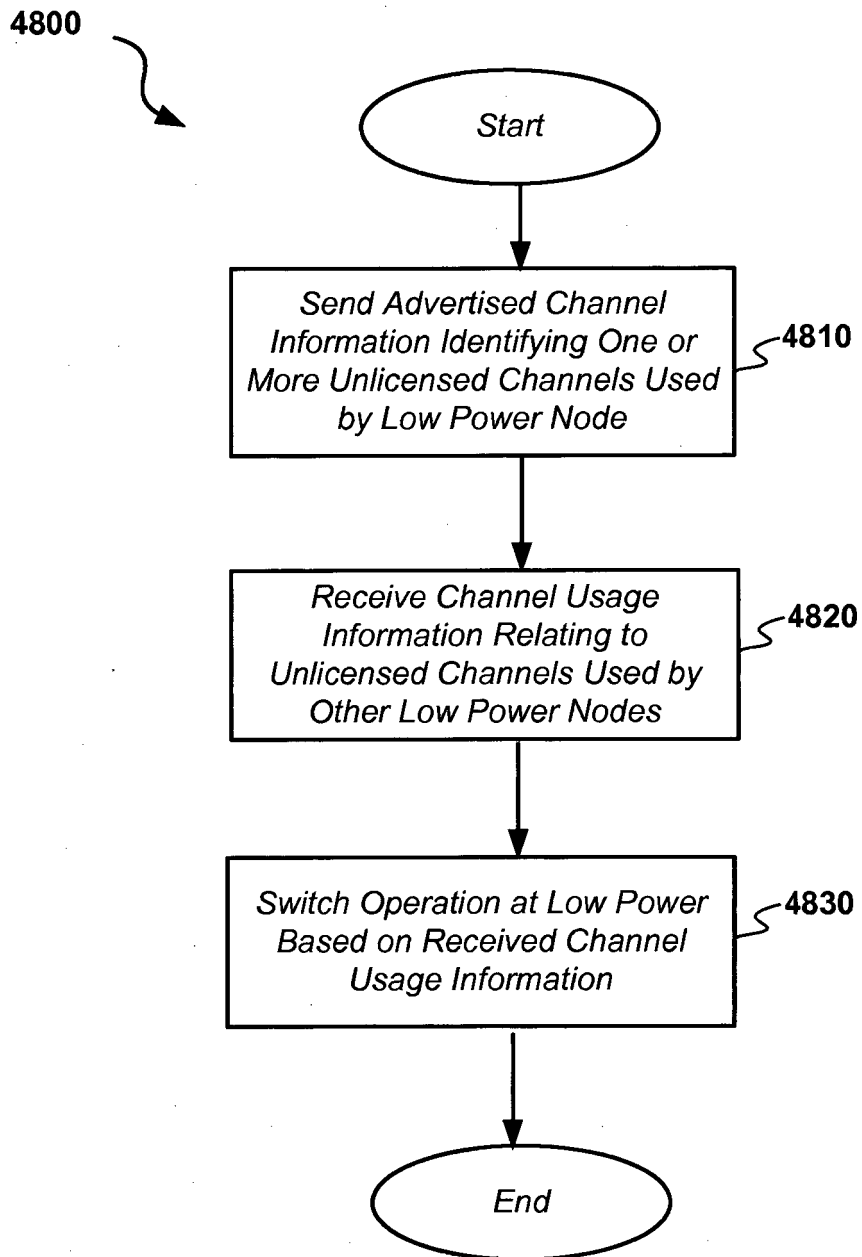 4800
Start
Send Advertised Channel
Information Identifying One or
More Unlicensed Channels Used
by Low Power Node
4810
Receive Channel Usage
Information Relating to
Unlicensed Channels Used by
Other Low Power Nodes
4820
Switch Operation at Low Power
Based on Received Channel
Usage Information
4830
End